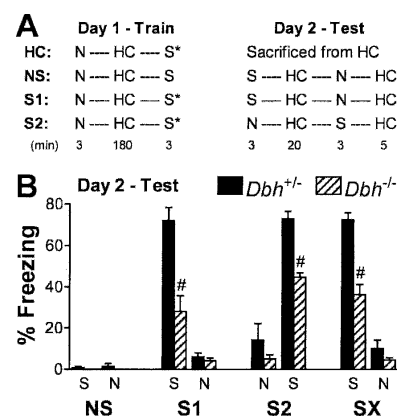 A
Day 1 - Train Day 2 - Test
HC: N ---- HC ---- S* Sacrificed from HC
NS: N ---- HC ---- S S ---- HC ---- N ---- HC
S1: N ---- HC ---- S* S ---- HC ---- N ---- HC
S2: N ---- HC ---- S* N ---- HC ---- S ---- HC
(min) 3 180 3 3 20 3 5
B
Day 2 - Test Dbh+/- Dbh-/-
% Freezing
80
60
40
20
0
# # #
S N S N N S S N
NS S1 S2 SX